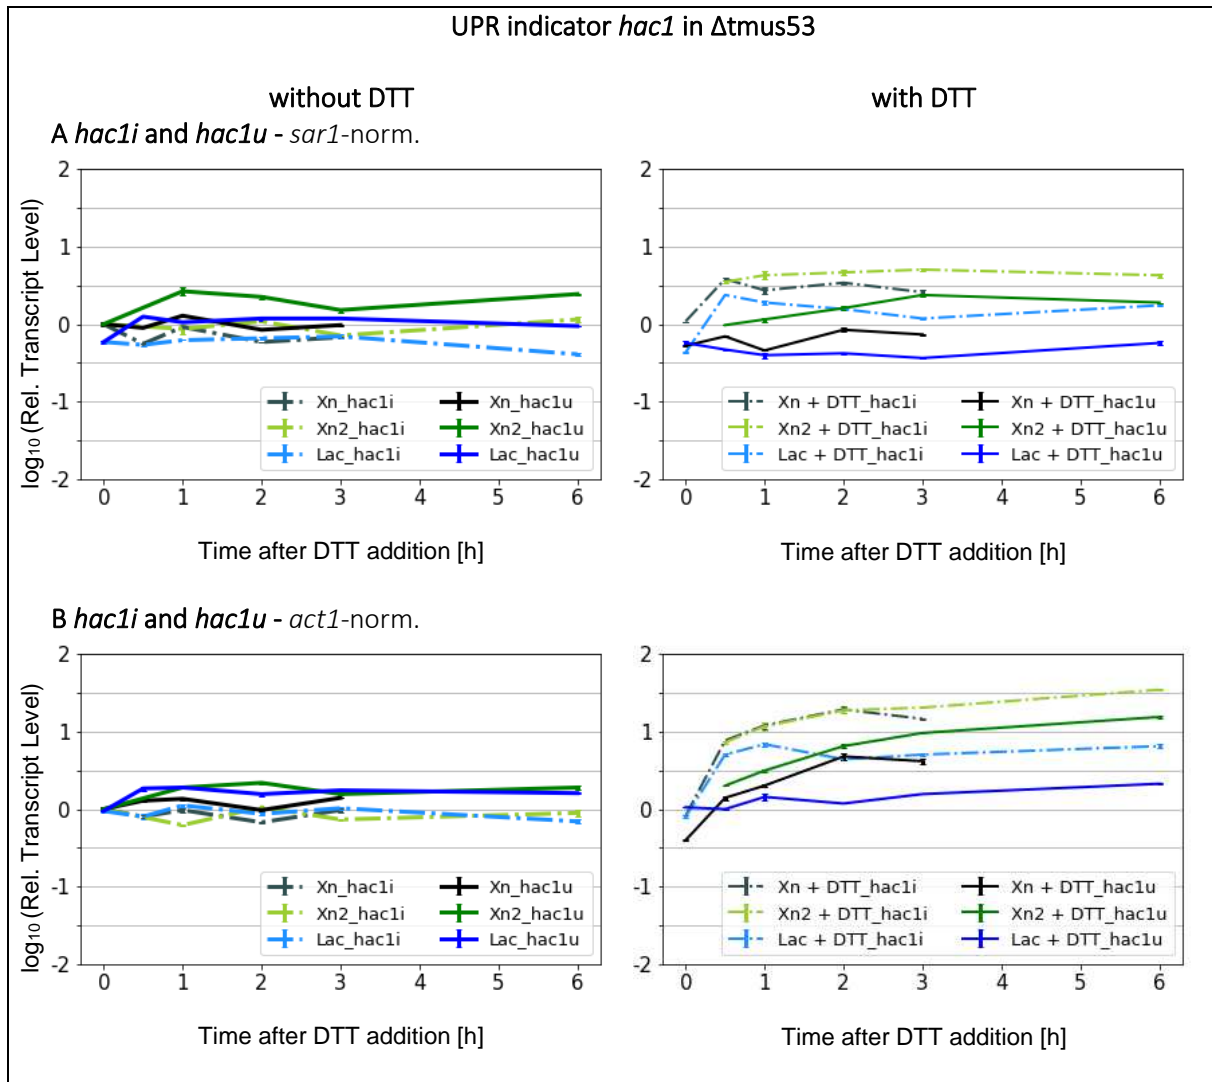 UPR indicator hac1 in Δtmus53
without DTT
with DTT
A hac1i and hac1u - sar1-norm.
log₁₀ (Rel. Transcript Level)
2
1
0
-1
-2
0 1 2 3 4 5 6
Xn_hac1i
Xn2_hac1i
Lac_hac1i
Xn_hac1u
Xn2_hac1u
Lac_hac1u
Time after DTT addition [h]
2
1
0
-1
-2
0 1 2 3 4 5 6
Xn + DTT_hac1i
Xn2 + DTT_hac1i
Lac + DTT_hac1i
Xn + DTT_hac1u
Xn2 + DTT_hac1u
Lac + DTT_hac1u
Time after DTT addition [h]
B hac1i and hac1u - act1-norm.
log₁₀ (Rel. Transcript Level)
2
1
0
-1
-2
0 1 2 3 4 5 6
Xn_hac1i
Xn2_hac1i
Lac_hac1i
Xn_hac1u
Xn2_hac1u
Lac_hac1u
Time after DTT addition [h]
2
1
0
-1
-2
0 1 2 3 4 5 6
Xn + DTT_hac1i
Xn2 + DTT_hac1i
Lac + DTT_hac1i
Xn + DTT_hac1u
Xn2 + DTT_hac1u
Lac + DTT_hac1u
Time after DTT addition [h]